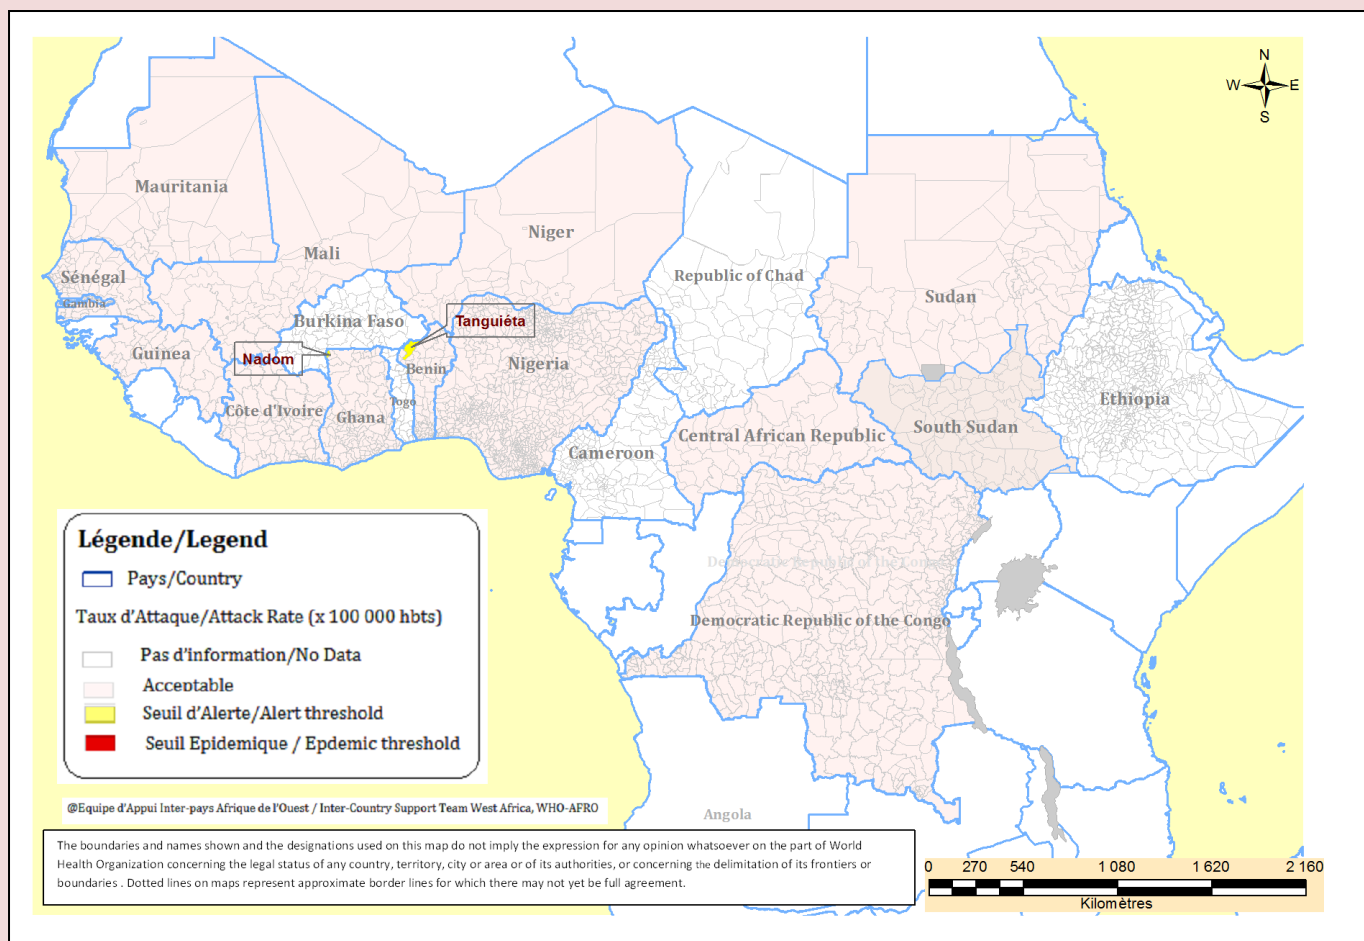 N
W E
S
Mauritania
Mali
Niger
Republic of Chad
Sudan
Sénégal
Gambia
Burkina Faso
Tanguiéta
Nadom
Guinea
Benin
Nigeria
Togo
Côte d'Ivoire
Ghana
Ethiopia
South Sudan
Central African Republic
Cameroon
Democratic Republic of the Congo
Democratic Republic of the Congo
Angola
Légende/Legend
Pays/Country
Taux d'Attaque/Attack Rate (x 100 000 hbts)
Pas d'information/No Data
Acceptable
Seuil d'Alerte/Alert threshold
Seuil Epidemique / Epdemic threshold
@Equipe d'Appui Inter-pays Afrique de l'Ouest / Inter-Country Support Team West Africa, WHO-AFRO
The boundaries and names shown and the designations used on this map do not imply the expression for any opinion whatsoever on the part of World
Health Organization concerning the legal status of any country, territory, city or area or of its authorities, or concerning the delimitation of its frontiers or
boundaries . Dotted lines on maps represent approximate border lines for which there may not yet be full agreement.
0 270 540 1 080 1 620 2 160
Kilomètres